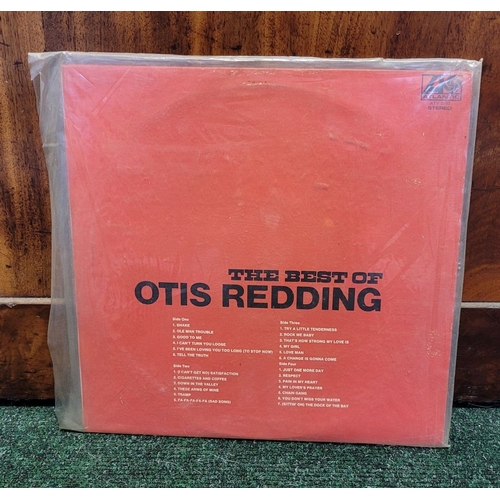 STEREO
THE BEST OF
OTIS REDDING
Side One
1. SHAKE
2. OLE MAN TROUBLE
3. GOOD TO ME
4. I CAN'T TURN YOU LOOSE
5. I'VE BEEN LOVING YOU TOO LONG (TO STOP NOW)
6. TELL THE TRUTH
Side Two
1. (I CAN'T GET NO) SATISFACTION
2. CIGARETTES AND COFFEE
3. DOWN IN THE VALLEY
4. THESE ARMS OF MINE
5. TRAMP
6. FA-FA-FA-FA-FA (SAD SONG)
Side Three
1. TRY A LITTLE TENDERNESS
2. ROCK ME BABY
3. THAT'S HOW STRONG MY LOVE IS
4. MY GIRL
5. LOVE MAN
6. A CHANGE IS GONNA COME
Side Four
1. JUST ONE MORE DAY
2. RESPECT
3. PAIN IN MY HEART
4. MY LOVER'S PRAYER
5. CHAIN GANG
6. YOU DON'T MISS YOUR WATER
7. (SITTIN' ON) THE DOCK OF THE BAY